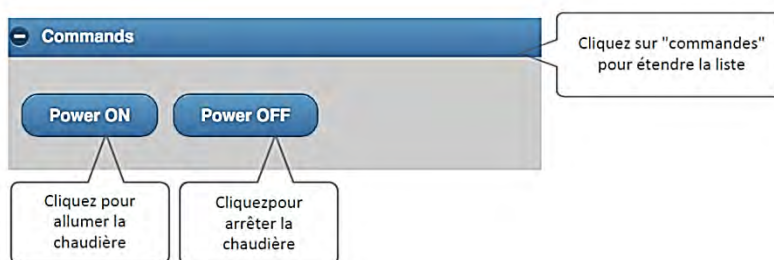 Commands
Cliquez sur "commandes"
pour étendre la liste
Power ON
Power OFF
Cliquez pour
allumer la
chaudière
Cliquezpour
arrêter la
chaudière